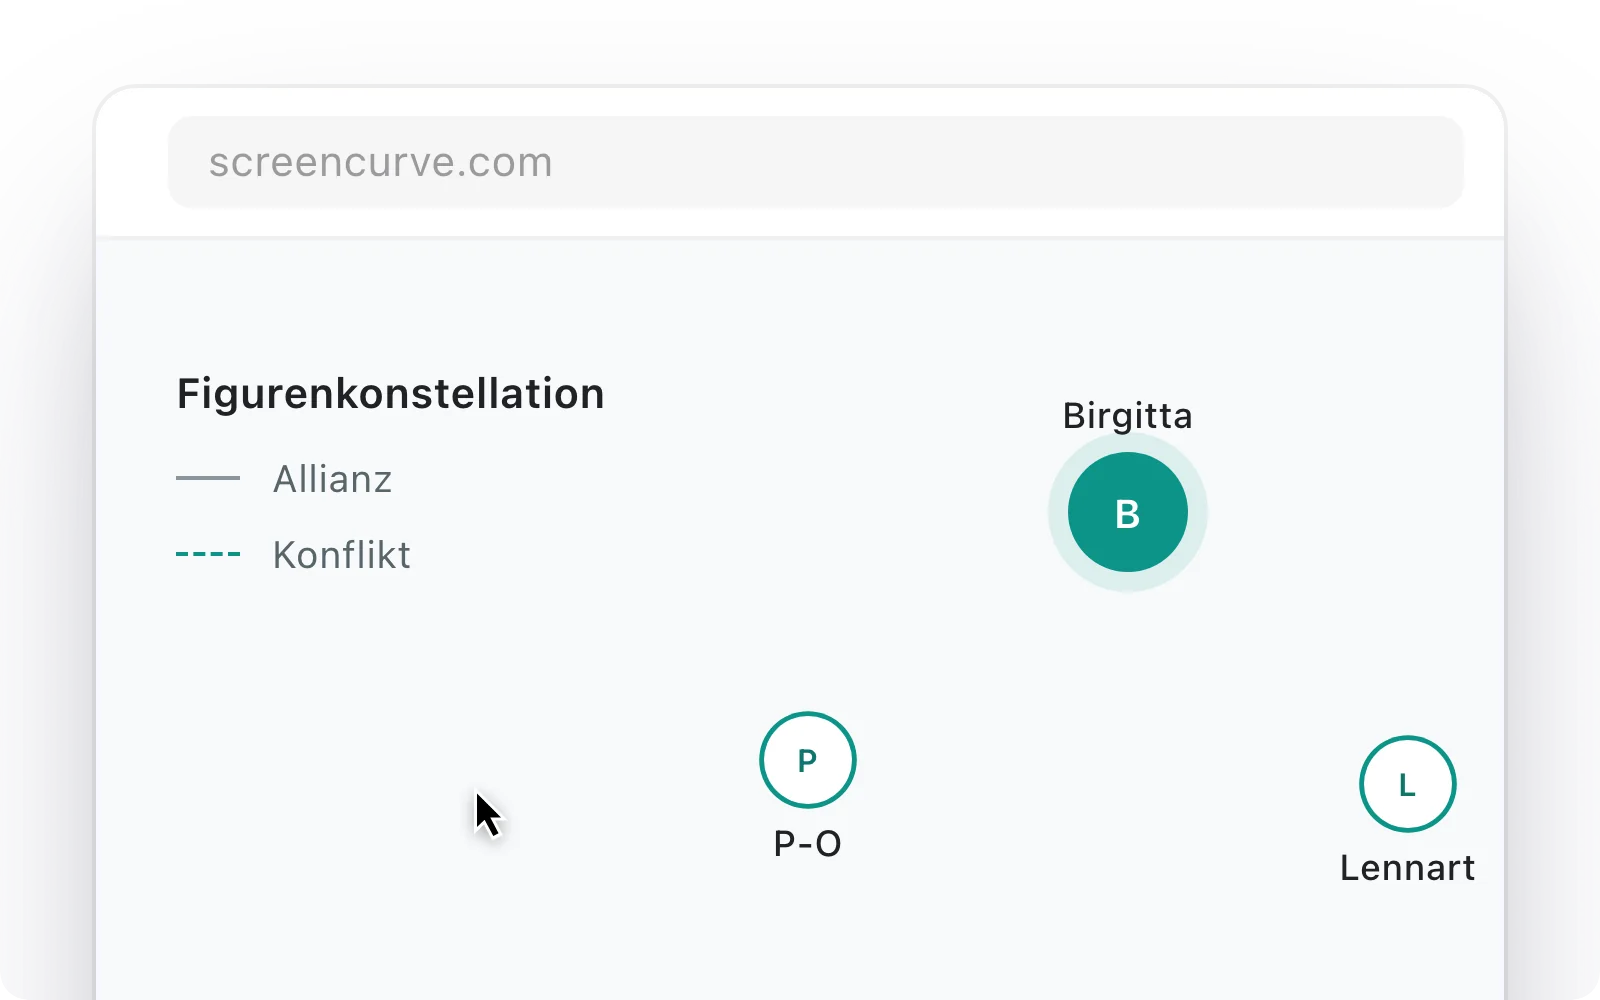 screencurve.com
Figurenkonstellation
Allianz
Konflikt
Birgitta
B
P
P-O
L
Lennart